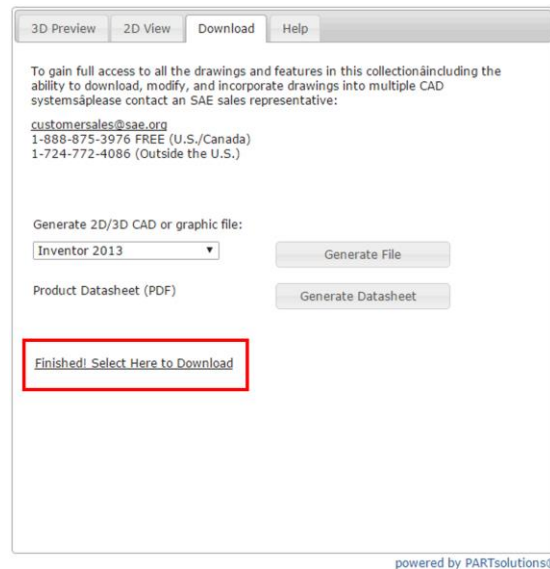 3D Preview 2D View Download Help
To gain full access to all the drawings and features in this collectionâincluding the
ability to download, modify, and incorporate drawings into multiple CAD
systemsâplease contact an SAE sales representative:
customersales@sae.org
1-888-875-3976 FREE (U.S./Canada)
1-724-772-4086 (Outside the U.S.)
Generate 2D/3D CAD or graphic file:
Inventor 2013 ▼ Generate File
Product Datasheet (PDF) Generate Datasheet
Finished! Select Here to Download
powered by PARTsolutions©